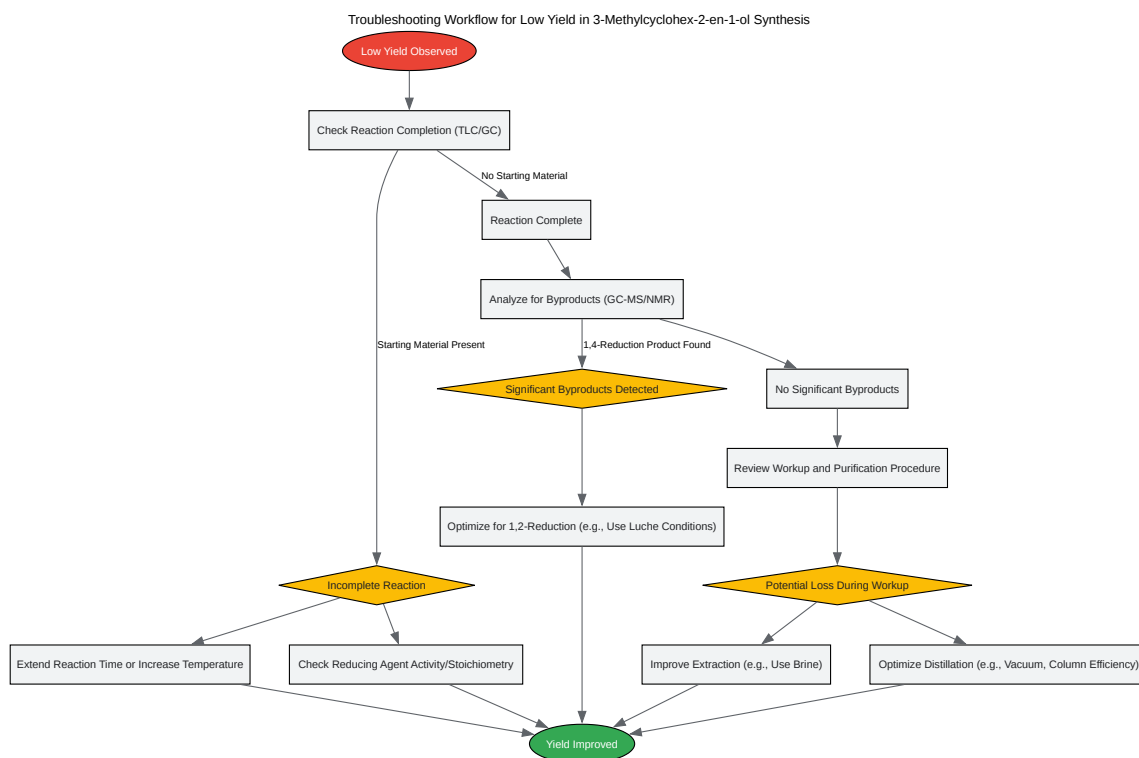 Troubleshooting Workflow for Low Yield in 3-Methylcyclohex-2-en-1-ol Synthesis
Low Yield Observed
Check Reaction Completion (TLC/GC)
No Starting Material
Reaction Complete
Analyze for Byproducts (GC-MS/NMR)
Starting Material Present
1,4-Reduction Product Found
Significant Byproducts Detected
No Significant Byproducts
Review Workup and Purification Procedure
Optimize for 1,2-Reduction (e.g., Use Luche Conditions)
Incomplete Reaction
Potential Loss During Workup
Extend Reaction Time or Increase Temperature
Check Reducing Agent Activity/Stoichiometry
Improve Extraction (e.g., Use Brine)
Optimize Distillation (e.g., Vacuum, Column Efficiency)
Yield Improved